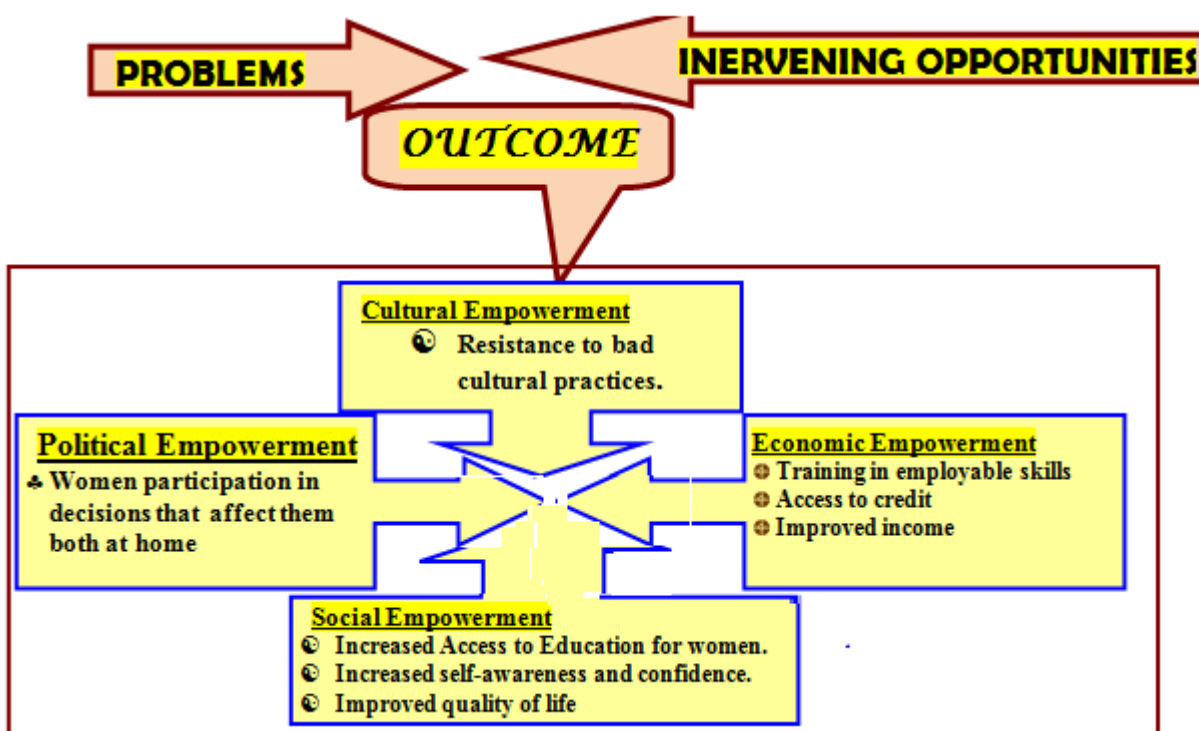 PROBLEMS
INERVENING OPPORTUNITIES
OUTCOME
Cultural Empowerment
Resistance to bad
cultural practices.
Political Empowerment
Women participation in
decisions that affect them
both at home
Economic Empowerment
Training in employable skills
Access to credit
Improved income
Social Empowerment
Increased Access to Education for women.
Increased self-awareness and confidence.
Improved quality of life